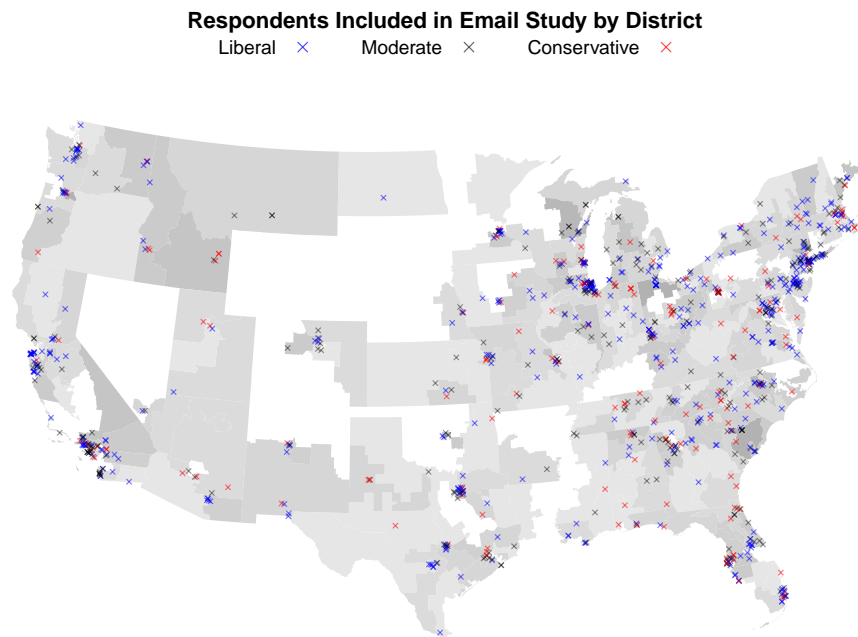 Respondents Included in Email Study by District
Liberal × Moderate × Conservative ×